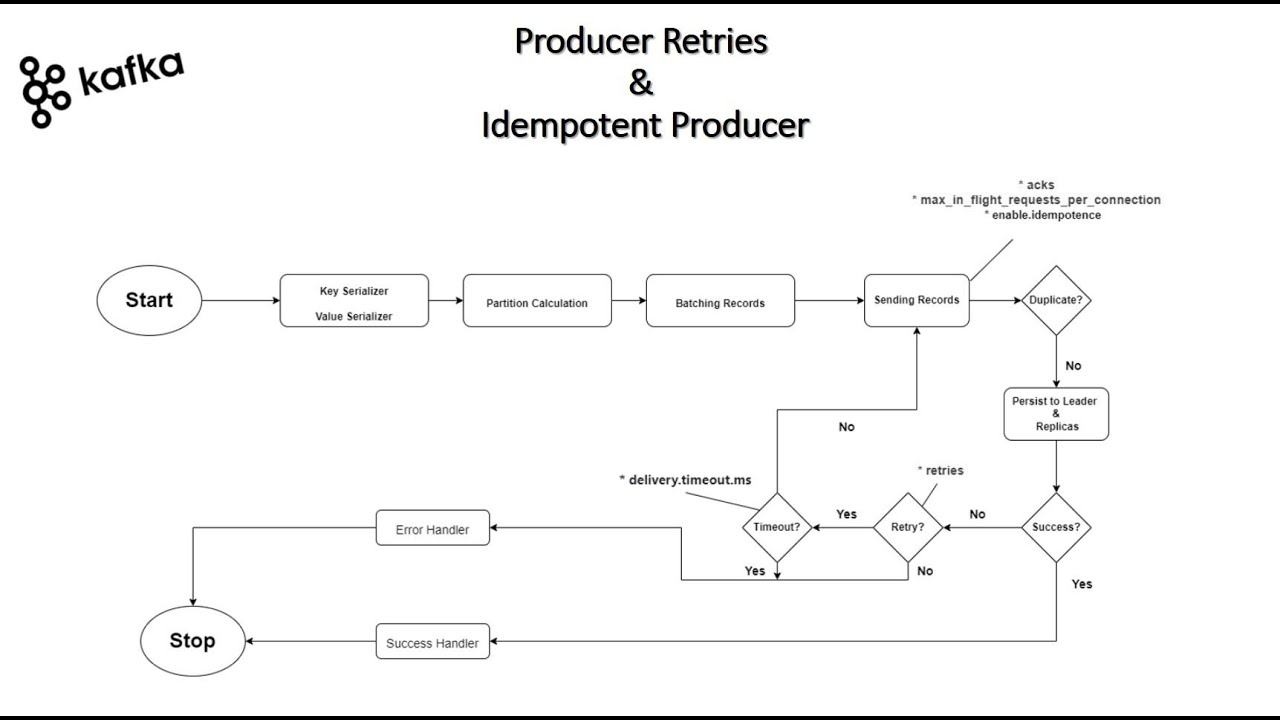 kafka
Producer Retries
&
Idempotent Producer
* acks
* max_in_flight_requests_per_connection
* enable.idempotence
Start
Key Serializer
Value Serializer
Partition Calculation
Batching Records
Sending Records
Duplicate?
No
Persist to Leader
&
Replicas
No
* delivery.timeout.ms
* retries
Error Handler
Timeout?
Yes
Retry?
No
Success?
Yes
No
Yes
Stop
Success Handler